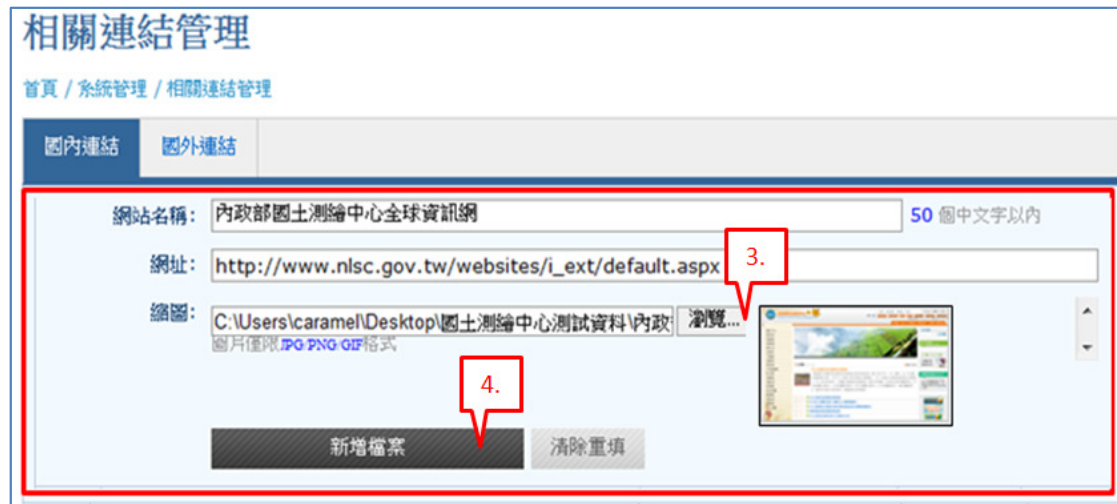 相關連結管理
首頁 / 系統管理 / 相關連結管理
國內連結 國外連結
網站名稱: 內政部國土測繪中心全球資訊網 50 個中文字以內
3.
網址: http://www.nlsc.gov.tw/websites/i_ext/default.aspx
縮圖: C:\Users\caramel\Desktop\國土測繪中心測試資料\內政 瀏覽...
圖片僅限JPG/PNG/GIF格式
4.
新增檔案 清除重填